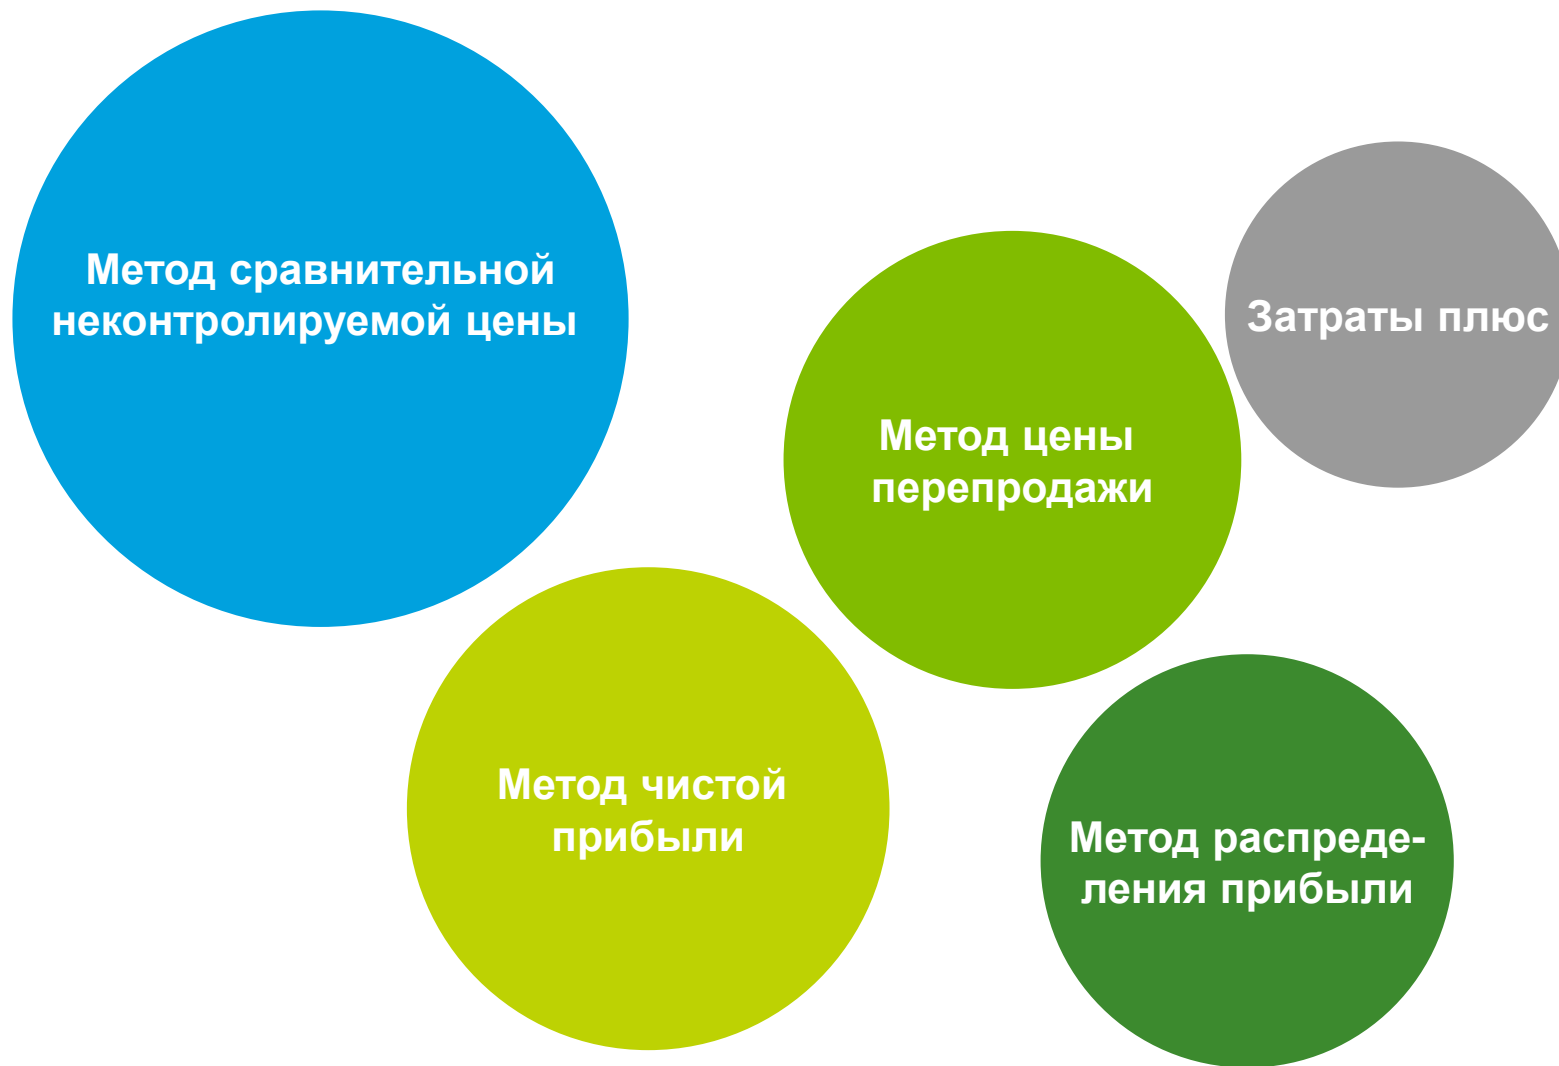 Метод сравнительной
неконтролируемой цены
Затраты плюс
Метод цены
перепродажи
Метод чистой
прибыли
Метод распреде-
ления прибыли